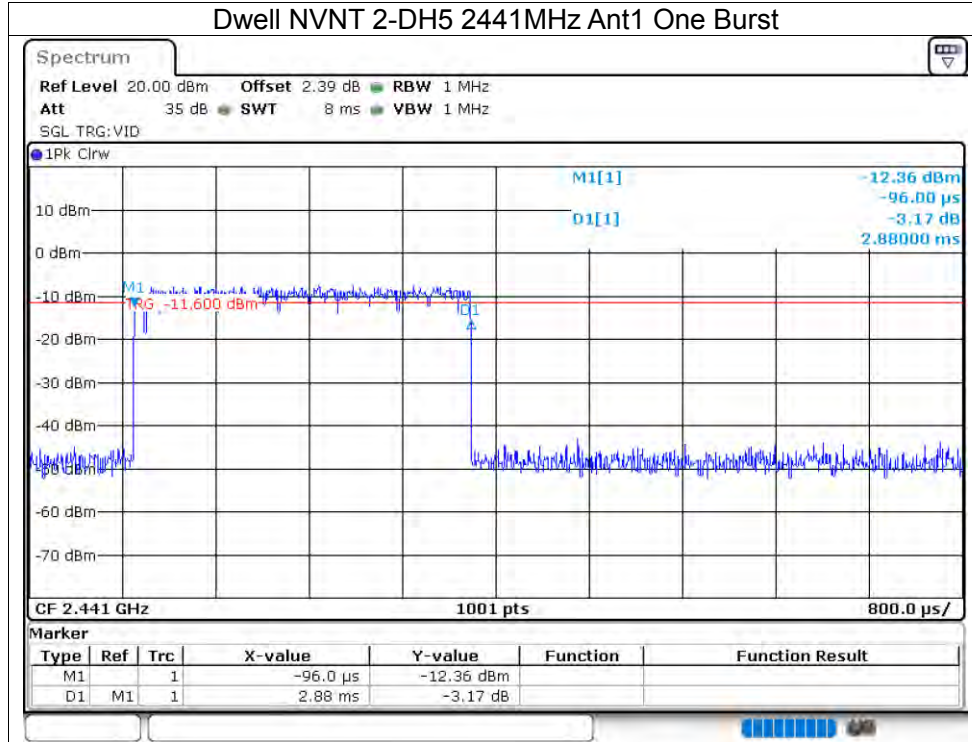 Dwell NVNT 2-DH5 2441MHz Ant1 One Burst
Spectrum
Ref Level 20.00 dBm Offset 2.39 dB RBW 1 MHz
Att 35 dB SWT 8 ms VBW 1 MHz
SGL TRG:VID
1Pk Clrw
M1[1] -12.36 dBm
-96.00 µs
10 dBm
D1[1] -3.17 dB
2.88000 ms
0 dBm
M1
-10 dBm
TRG -11.600 dBm
D1
-20 dBm
-30 dBm
-40 dBm
-50 dBm
-60 dBm
-70 dBm
CF 2.441 GHz 1001 pts 800.0 µs/
Marker
Type Ref Trc X-value Y-value Function Function Result
M1 1 -96.0 µs -12.36 dBm
D1 M1 1 2.88 ms -3.17 dB